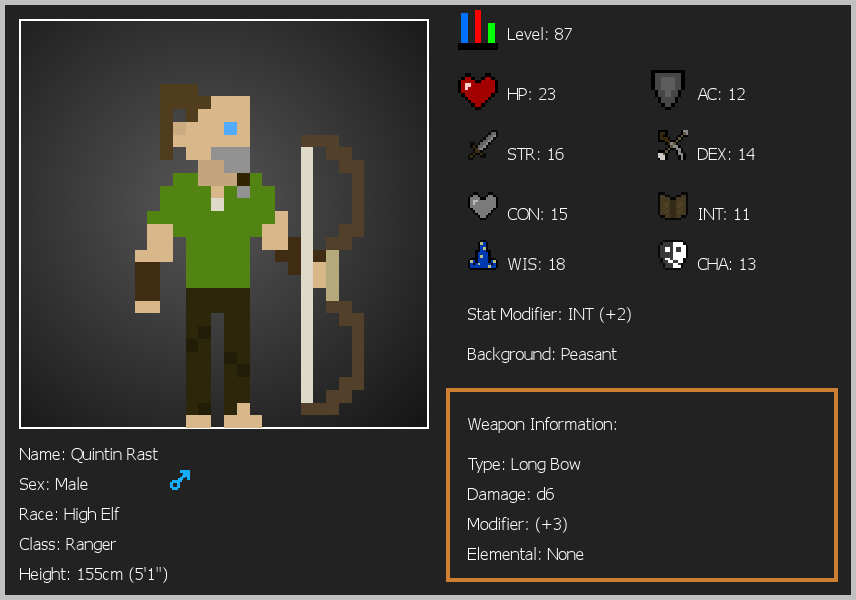 Level: 87
HP: 23
AC: 12
STR: 16
DEX: 14
CON: 15
INT: 11
WIS: 18
CHA: 13
Stat Modifier: INT (+2)
Background: Peasant
Weapon Information:
Type: Long Bow
Damage: d6
Modifier: (+3)
Elemental: None
Name: Quintin Rast
Sex: Male
Race: High Elf
Class: Ranger
Height: 155cm (5'1")